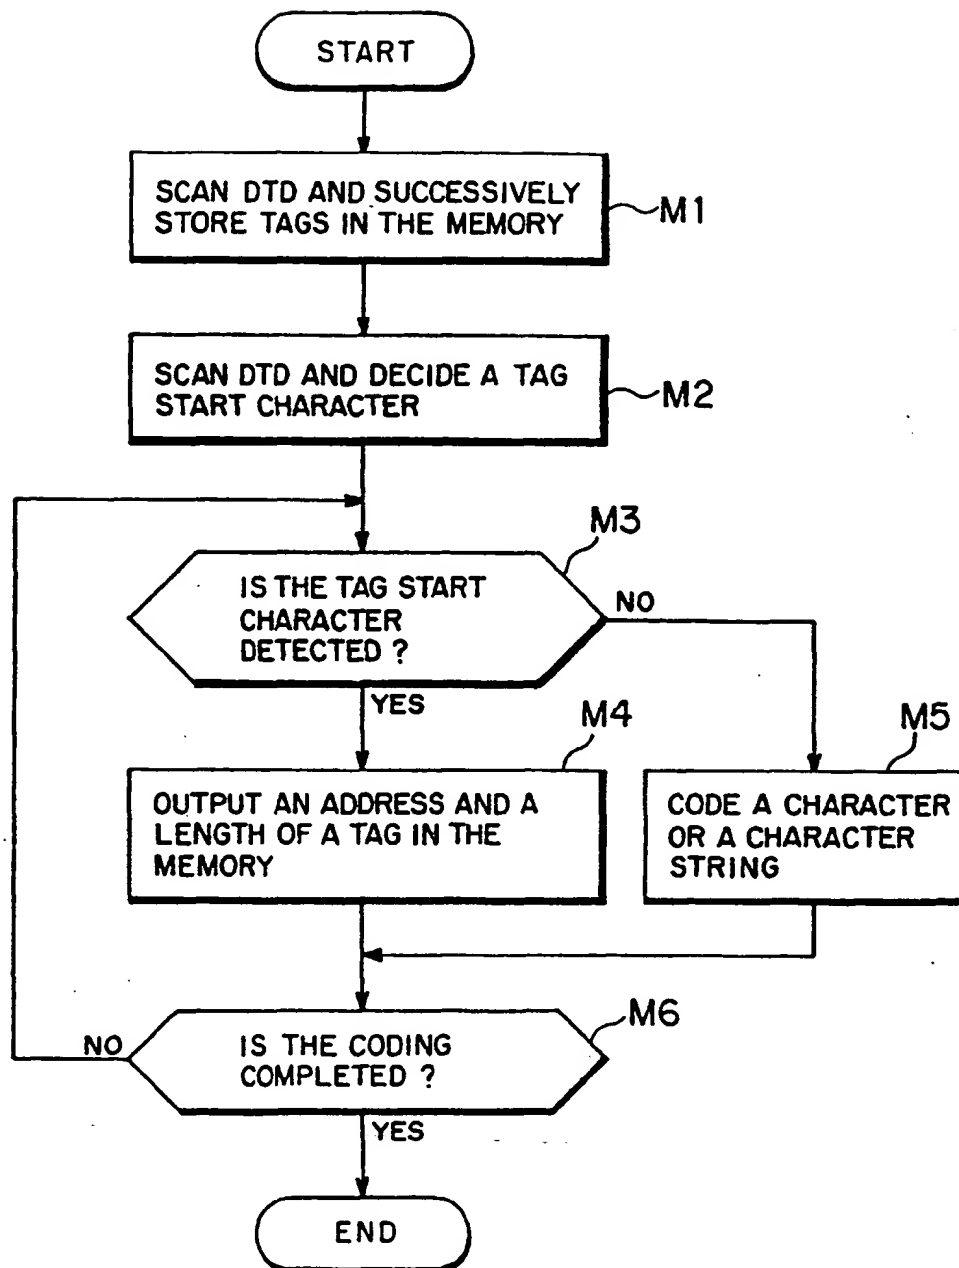 START
SCAN DTD AND SUCCESSIVELY
STORE TAGS IN THE MEMORY
M1
SCAN DTD AND DECIDE A TAG
START CHARACTER
M2
M3
IS THE TAG START
CHARACTER
DETECTED ?
NO
YES
M4
M5
OUTPUT AN ADDRESS AND A
LENGTH OF A TAG IN THE
MEMORY
CODE A CHARACTER
OR A CHARACTER
STRING
M6
NO
IS THE CODING
COMPLETED ?
YES
END